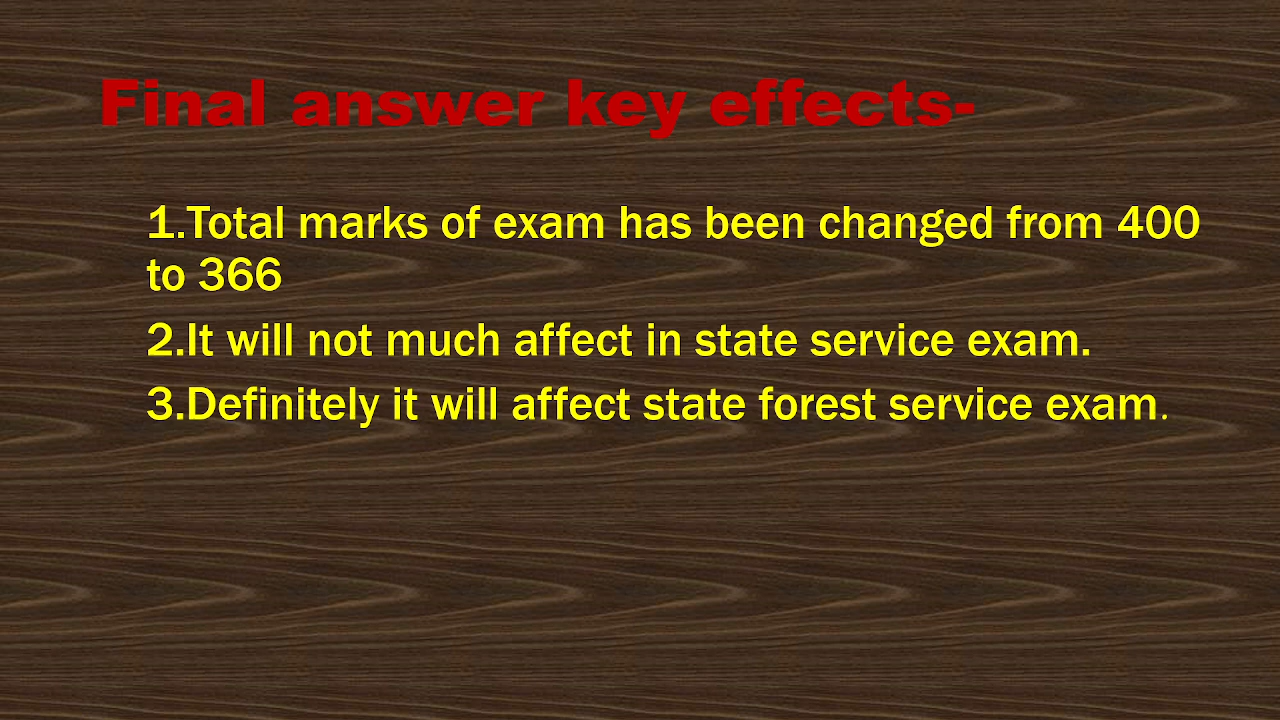 Final answer key effects-
1.Total marks of exam has been changed from 400
to 366
2.It will not much affect in state service exam.
3.Definitely it will affect state forest service exam.